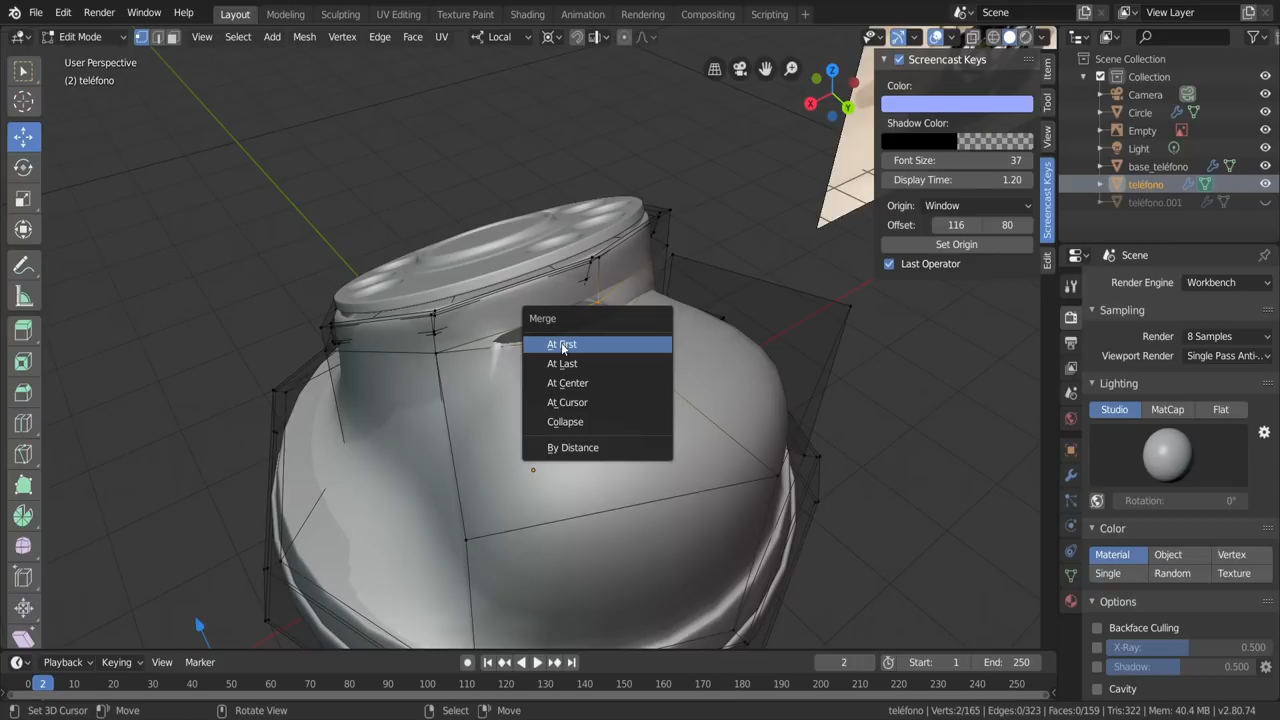 File Edit Render Window Help Layout Modeling Sculpting UV Editing Texture Paint Shading Animation Rendering Compositing Scripting + Scene View Layer
Edit Mode View Select Add Mesh Vertex Edge Face UV Local
User Perspective
(2) teléfono
Z
X
Y
Screencast Keys
Color:
Shadow Color:
Font Size: 37
Display Time: 1.20
Origin: Window
Offset: 116 80
Set Origin
Last Operator
Item
Tool
View
Screencast Keys
Edit
Merge
At First
At Last
At Center
At Cursor
Collapse
By Distance
Scene Collection
Collection
Camera
Circle
Empty
Light
base_teléfono
teléfono
teléfono.001
Scene
Render Engine Workbench
Sampling
Render 8 Samples
Viewport Render Single Pass Anti-..
Lighting
Studio MatCap Flat
Rotation: 0°
Color
Material Object Vertex
Single Random Texture
Options
Backface Culling
X-Ray: 0.500
Shadow: 0.500
Cavity
Playback Keying View Marker 2 Start: 1 End: 250
0 2 10 20 30 40 50 60 70 80 90 100 110 120 130 140 150 160 170 180 190 200 210 220 230 240 250
Set 3D Cursor Move Rotate View Select Move teléfono | Verts:2/165 | Edges:0/323 | Faces:0/159 | Tris:322 | Mem: 40.4 MB | v2.80.74